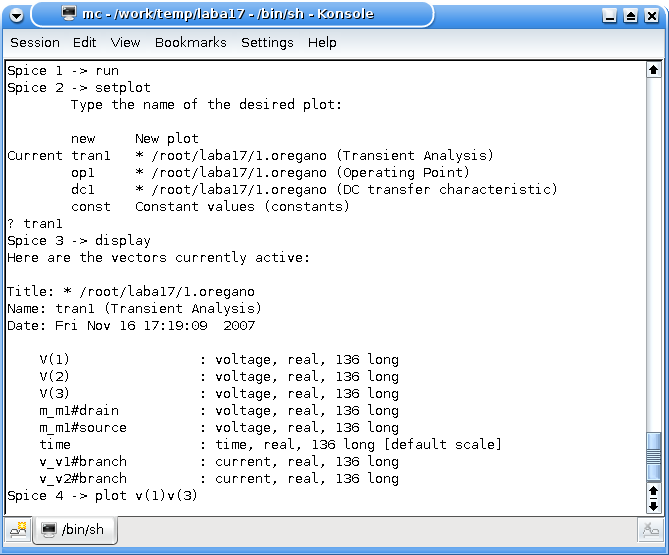 mc - /work/temp/laba17 - /bin/sh - Konsole
Session Edit View Bookmarks Settings Help
Spice 1 -> run
Spice 2 -> setplot
        Type the name of the desired plot:

        new     New plot
Current tran1   * /root/laba17/1.oregano (Transient Analysis)
        op1     * /root/laba17/1.oregano (Operating Point)
        dc1     * /root/laba17/1.oregano (DC transfer characteristic)
        const   Constant values (constants)
? tran1
Spice 3 -> display
Here are the vectors currently active:

Title: * /root/laba17/1.oregano
Name: tran1 (Transient Analysis)
Date: Fri Nov 16 17:19:09  2007

    V(1)                : voltage, real, 136 long
    V(2)                : voltage, real, 136 long
    V(3)                : voltage, real, 136 long
    m_m1#drain          : voltage, real, 136 long
    m_m1#source         : voltage, real, 136 long
    time                : time, real, 136 long [default scale]
    v_v1#branch         : current, real, 136 long
    v_v2#branch         : current, real, 136 long
Spice 4 -> plot v(1)v(3)
/bin/sh